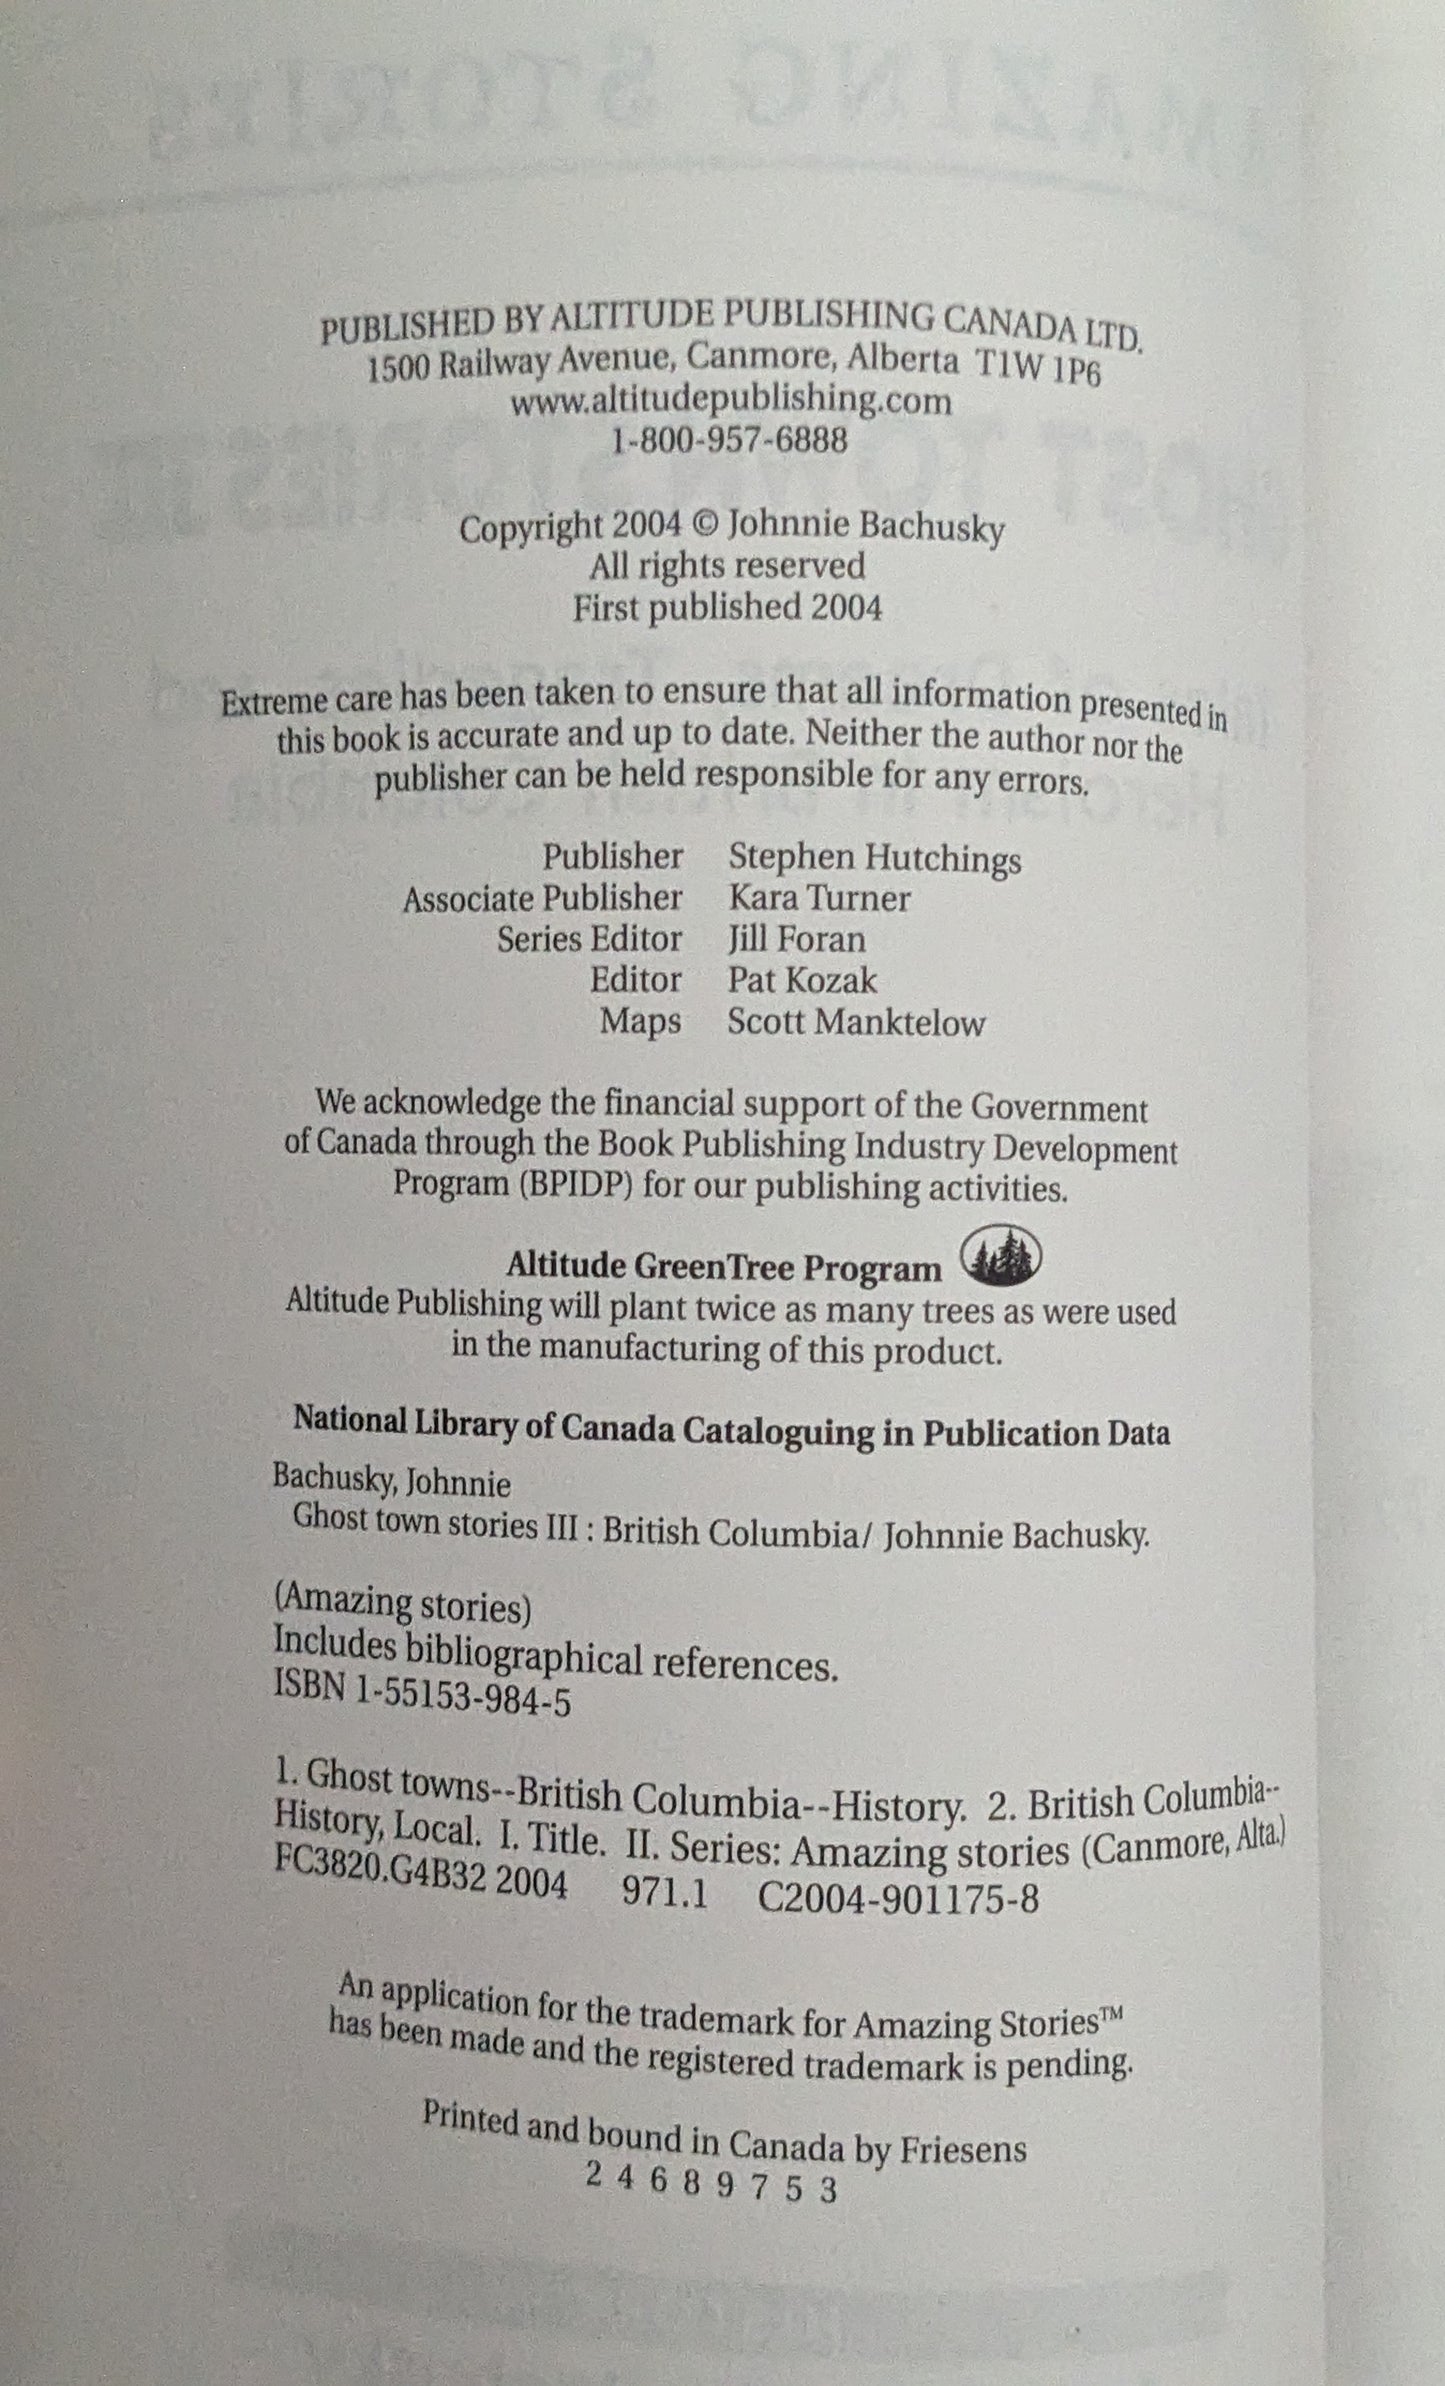 PUBLISHED BY ALTITUDE PUBLISHING CANADA LTD.
1500 Railway Avenue, Canmore, Alberta T1W 1P6
www.altitudepublishing.com
1-800-957-6888
Copyright 2004 © Johnnie Bachusky
All rights reserved
First published 2004
Extreme care has been taken to ensure that all information presented in
this book is accurate and up to date. Neither the author nor the
publisher can be held responsible for any errors.
Publisher Stephen Hutchings
Associate Publisher Kara Turner
Series Editor Jill Foran
Editor Pat Kozak
Maps Scott Manktelow
We acknowledge the financial support of the Government
of Canada through the Book Publishing Industry Development
Program (BPIDP) for our publishing activities.
Altitude GreenTree Program
Altitude Publishing will plant twice as many trees as were used
in the manufacturing of this product.
National Library of Canada Cataloguing in Publication Data
Bachusky, Johnnie
Ghost town stories III : British Columbia/ Johnnie Bachusky.
(Amazing stories)
Includes bibliographical references.
ISBN 1-55153-984-5
1. Ghost towns--British Columbia--History. 2. British Columbia--
History, Local. I. Title. II. Series: Amazing stories (Canmore, Alta.)
FC3820.G4B32 2004 971.1 C2004-901175-8
An application for the trademark for Amazing Stories™
has been made and the registered trademark is pending.
Printed and bound in Canada by Friesens
2 4 6 8 9 7 5 3